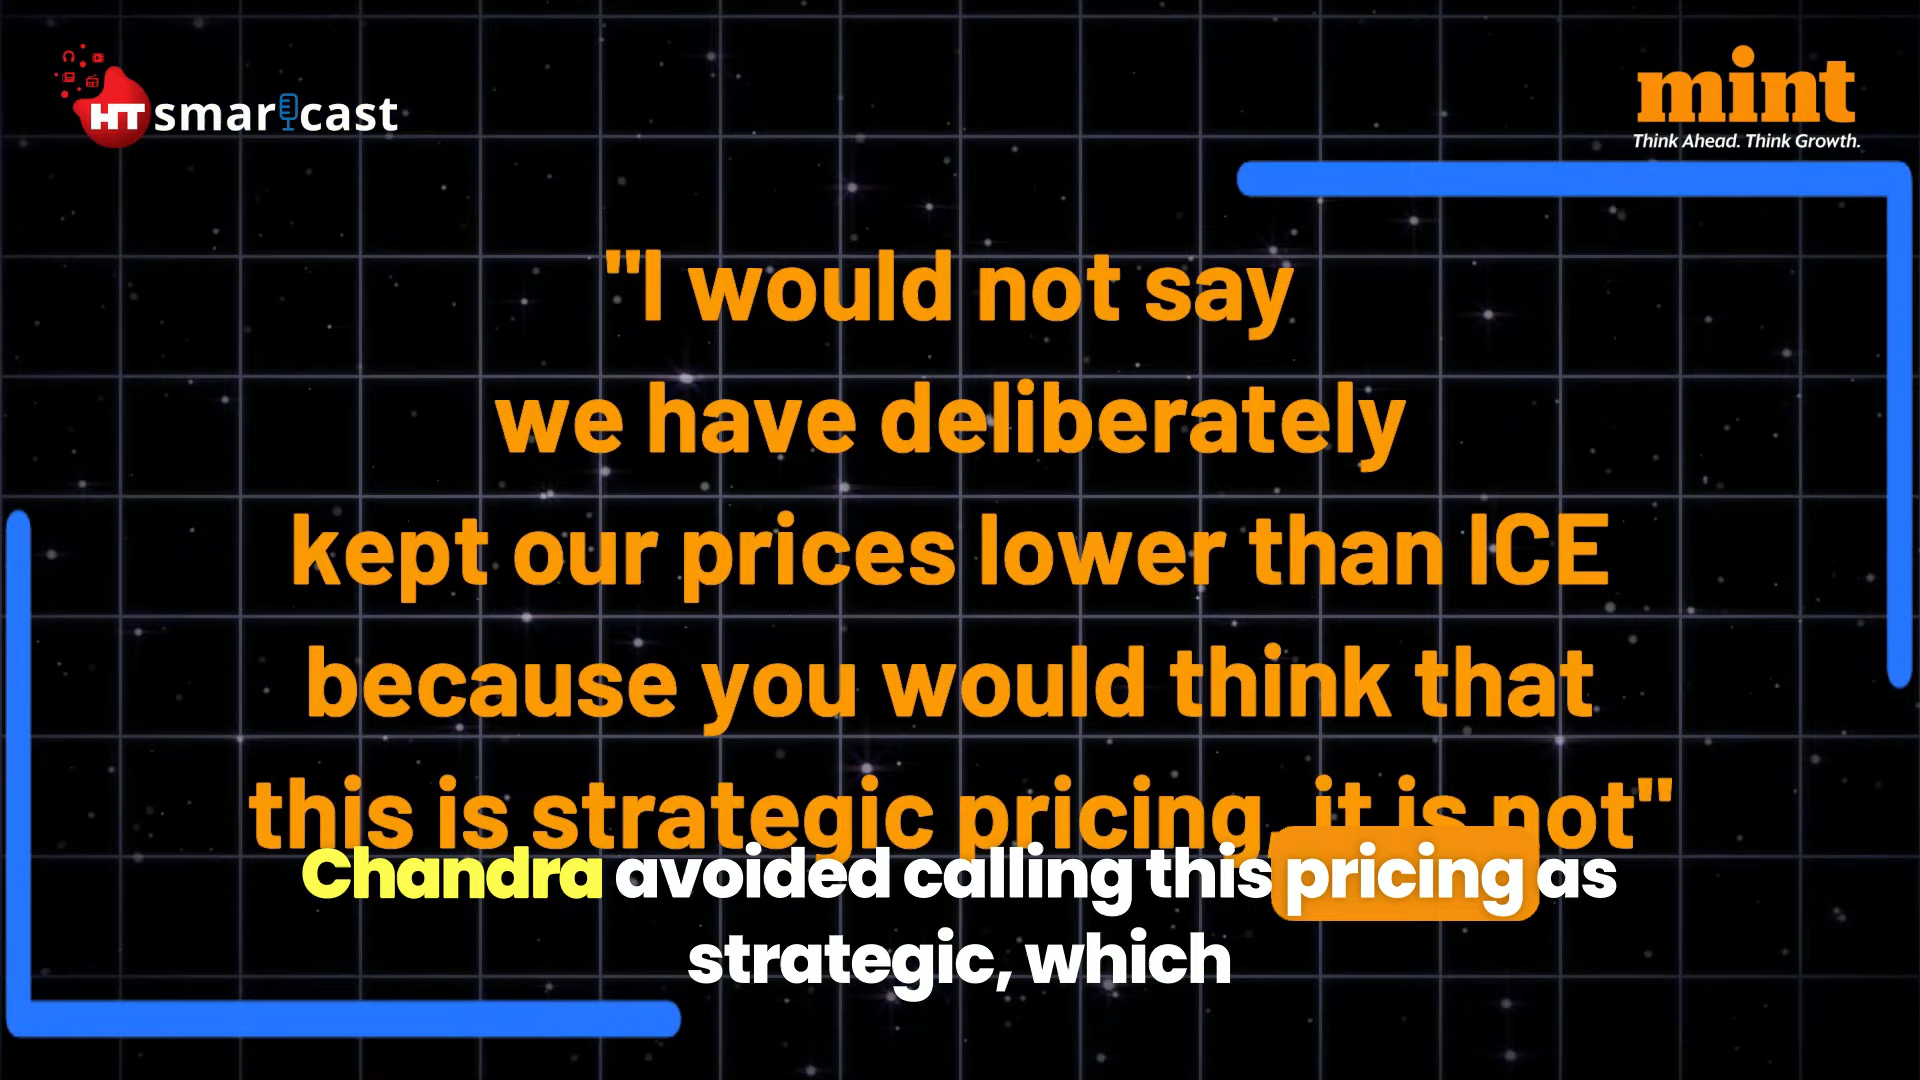 HT smartcast
mint
Think Ahead. Think Growth.
"I would not say
we have deliberately
kept our prices lower than ICE
because you would think that
this is strategic pricing, it is not"
Chandra avoided calling this pricing as
strategic, which